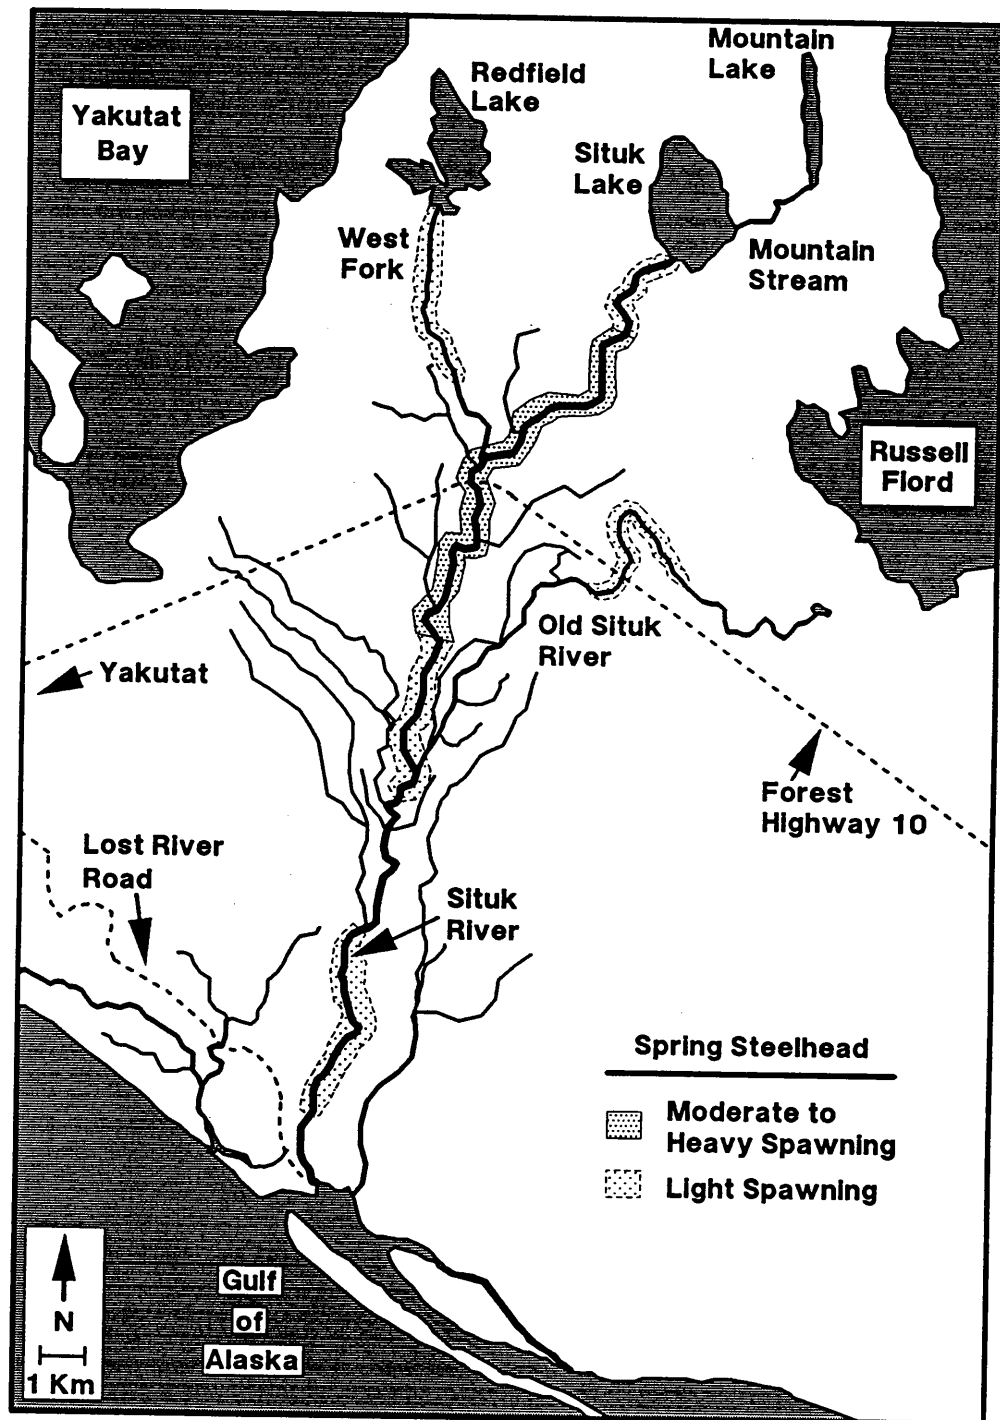 Mountain
Lake
Redfield
Lake
Yakutat
Bay
Situk
Lake
West
Fork
Mountain
Stream
Russell
Fiord
Old Situk
River
Yakutat
Forest
Highway 10
Lost River
Road
Situk
River
Spring Steelhead
Moderate to
Heavy Spawning
Light Spawning
N
1 Km
Gulf
of
Alaska